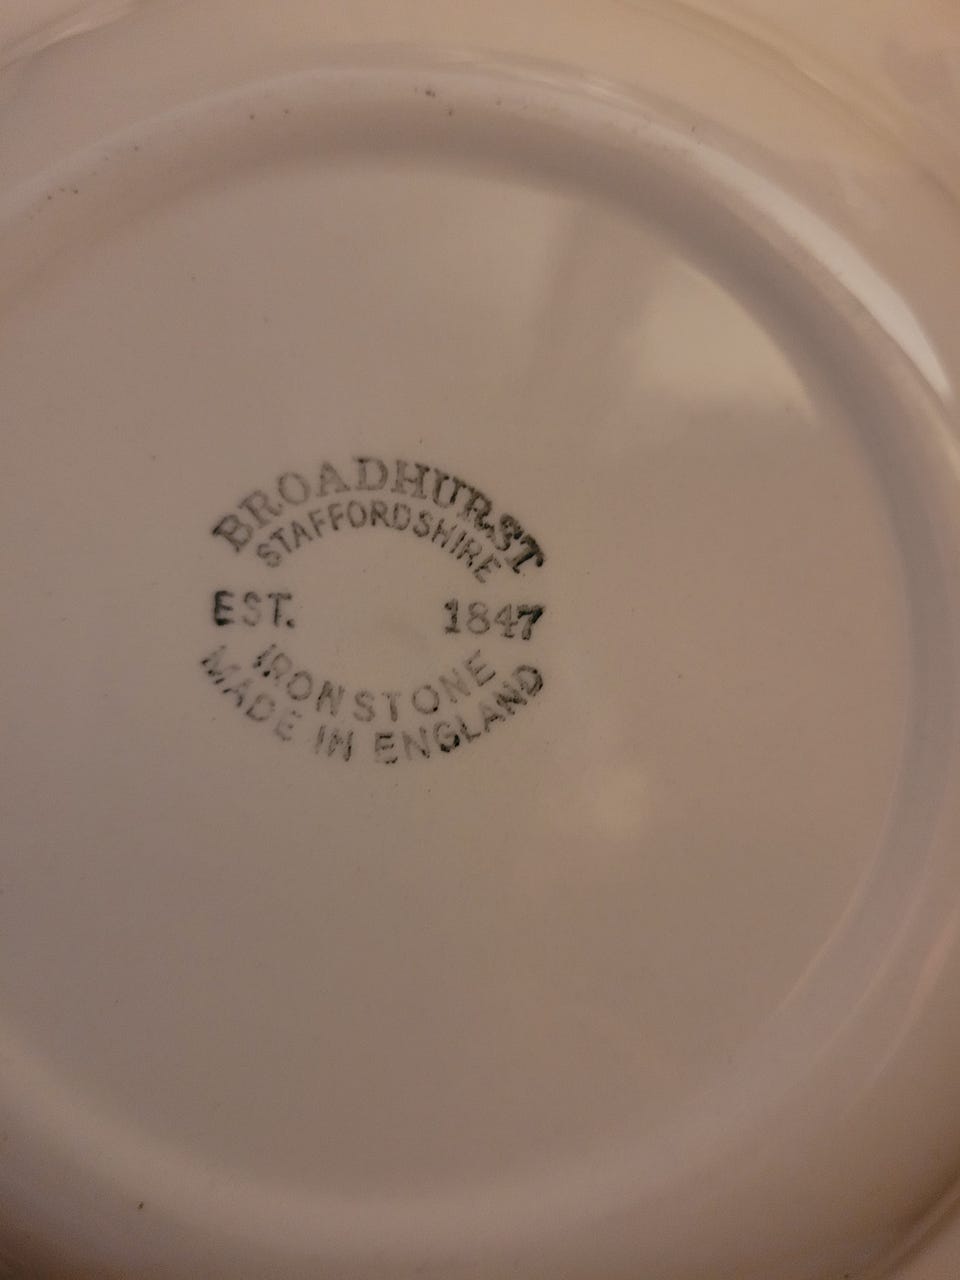 BROADHURST
STAFFORDSHIRE
EST. 1847
IRONSTONE
MADE IN ENGLAND